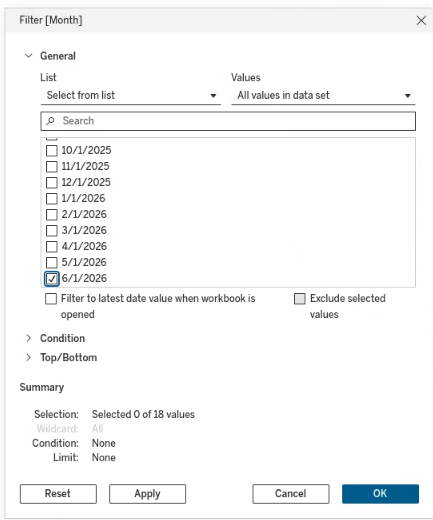 Filter [Month]
General
List Values
Select from list All values in data set
Search
10/1/2025
11/1/2025
12/1/2025
1/1/2026
2/1/2026
3/1/2026
4/1/2026
5/1/2026
6/1/2026
Filter to latest date value when workbook is opened
Exclude selected values
Condition
Top/Bottom
Summary
Selection: Selected 0 of 18 values
Wildcard: All
Condition: None
Limit: None
Reset Apply Cancel OK